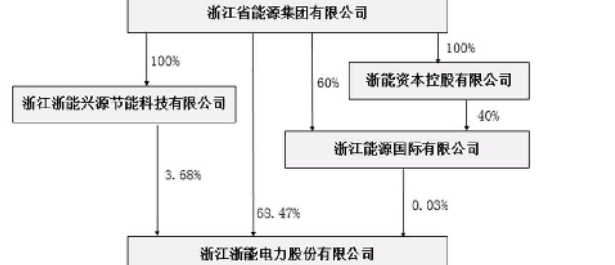 浙江省能源集团有限公司
100%
100%
60%
浙能资本控股有限公司
浙江浙能兴源节能科技有限公司
40%
浙江能源国际有限公司
3.68%
68.47%
0.03%
浙江浙能电力股份有限公司